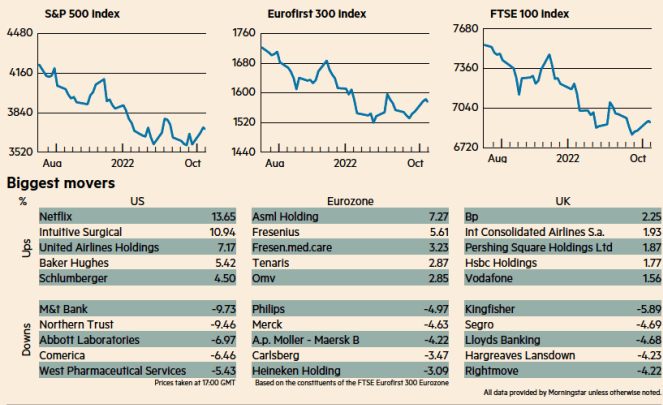 S&P 500 Index
Eurofirst 300 Index
FTSE 100 Index
4480
4160
3840
3520
Aug 2022 Oct
1760
1680
1600
1520
1440
Aug 2022 Oct
7680
7360
7040
6720
Aug 2022 Oct
Biggest movers
% US Eurozone UK
Ups
Netflix 13.65 Asml Holding 7.27 Bp 2.25
Intuitive Surgical 10.94 Fresenius 5.61 Int Consolidated Airlines S.a. 1.93
United Airlines Holdings 7.17 Fresen.med.care 3.23 Pershing Square Holdings Ltd 1.87
Baker Hughes 5.42 Tenaris 2.87 Hsbc Holdings 1.77
Schlumberger 4.50 Omv 2.85 Vodafone 1.56
Downs
M&t Bank -9.73 Philips -4.97 Kingfisher -5.89
Northern Trust -9.46 Merck -4.63 Segro -4.69
Abbott Laboratories -6.97 A.p. Moller - Maersk B -4.22 Lloyds Banking -4.68
Comerica -6.46 Carlsberg -3.47 Hargreaves Lansdown -4.23
West Pharmaceutical Services -5.43 Heineken Holding -3.09 Rightmove -4.22
Prices taken at 17:00 GMT Based on the constituents of the FTSE Eurofirst 300 Eurozone
All data provided by Morningstar unless otherwise noted.